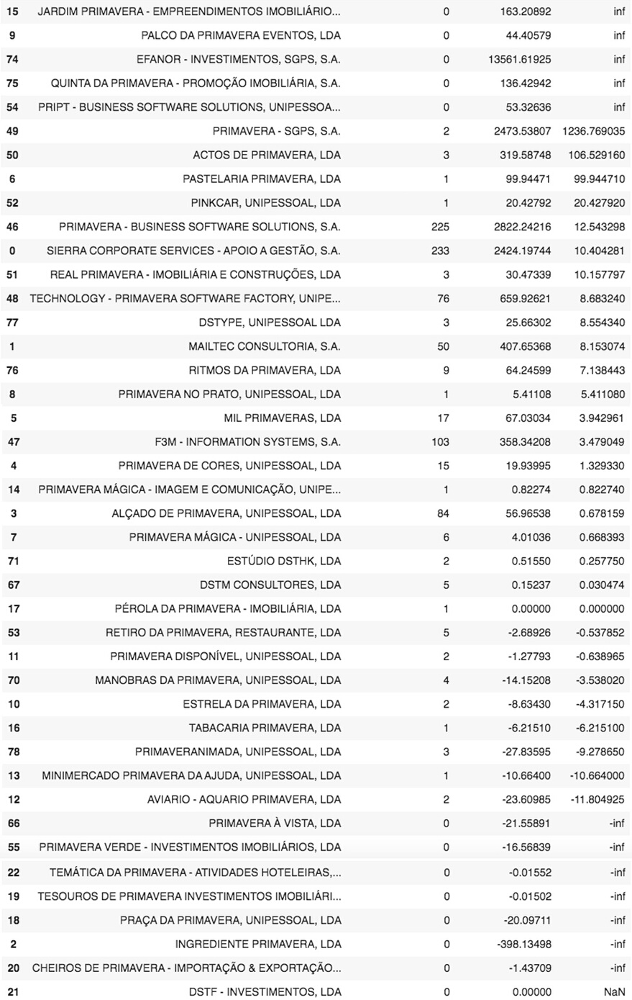 15 JARDIM PRIMAVERA - EMPREENDIMENTOS IMOBILIÁRIO... 0 163.20892 inf
9 PALCO DA PRIMAVERA EVENTOS, LDA 0 44.40579 inf
74 EFANOR - INVESTIMENTOS, SGPS, S.A. 0 13561.61925 inf
75 QUINTA DA PRIMAVERA - PROMOÇÃO IMOBILIÁRIA, S.A. 0 136.42942 inf
54 PRIPT - BUSINESS SOFTWARE SOLUTIONS, UNIPESSOA... 0 53.32636 inf
49 PRIMAVERA - SGPS, S.A. 2 2473.53807 1236.769035
50 ACTOS DE PRIMAVERA, LDA 3 319.58748 106.529160
6 PASTELARIA PRIMAVERA, LDA 1 99.94471 99.944710
52 PINKCAR, UNIPESSOAL, LDA 1 20.42792 20.427920
46 PRIMAVERA - BUSINESS SOFTWARE SOLUTIONS, S.A. 225 2822.24216 12.543298
0 SIERRA CORPORATE SERVICES - APOIO A GESTÃO, S.A. 233 2424.19744 10.404281
51 REAL PRIMAVERA - IMOBILIÁRIA E CONSTRUÇÕES, LDA 3 30.47339 10.157797
48 TECHNOLOGY - PRIMAVERA SOFTWARE FACTORY, UNIPE... 76 659.92621 8.683240
77 DSTYPE, UNIPESSOAL LDA 3 25.66302 8.554340
1 MAILTEC CONSULTORIA, S.A. 50 407.65368 8.153074
76 RITMOS DA PRIMAVERA, LDA 9 64.24599 7.138443
8 PRIMAVERA NO PRATO, UNIPESSOAL, LDA 1 5.41108 5.411080
5 MIL PRIMAVERAS, LDA 17 67.03034 3.942961
47 F3M - INFORMATION SYSTEMS, S.A. 103 358.34208 3.479049
4 PRIMAVERA DE CORES, UNIPESSOAL, LDA 15 19.93995 1.329330
14 PRIMAVERA MÁGICA - IMAGEM E COMUNICAÇÃO, UNIPE... 1 0.82274 0.822740
3 ALÇADO DE PRIMAVERA, UNIPESSOAL, LDA 84 56.96538 0.678159
7 PRIMAVERA MÁGICA - UNIPESSOAL, LDA 6 4.01036 0.668393
71 ESTÚDIO DSTHK, LDA 2 0.51550 0.257750
67 DSTM CONSULTORES, LDA 5 0.15237 0.030474
17 PÉROLA DA PRIMAVERA - IMOBILIÁRIA, LDA 1 0.00000 0.000000
53 RETIRO DA PRIMAVERA, RESTAURANTE, LDA 5 -2.68926 -0.537852
11 PRIMAVERA DISPONÍVEL, UNIPESSOAL, LDA 2 -1.27793 -0.638965
70 MANOBRAS DA PRIMAVERA, UNIPESSOAL, LDA 4 -14.15208 -3.538020
10 ESTRELA DA PRIMAVERA, LDA 2 -8.63430 -4.317150
16 TABACARIA PRIMAVERA, LDA 1 -6.21510 -6.215100
78 PRIMAVERANIMADA, UNIPESSOAL, LDA 3 -27.83595 -9.278650
13 MINIMERCADO PRIMAVERA DA AJUDA, UNIPESSOAL, LDA 1 -10.66400 -10.664000
12 AVIARIO - AQUARIO PRIMAVERA, LDA 2 -23.60985 -11.804925
66 PRIMAVERA À VISTA, LDA 0 -21.55891 -inf
55 PRIMAVERA VERDE - INVESTIMENTOS IMOBILIÁRIOS, LDA 0 -16.56839 -inf
22 TEMÁTICA DA PRIMAVERA - ATIVIDADES HOTELEIRAS,... 0 -0.01552 -inf
19 TESOUROS DE PRIMAVERA INVESTIMENTOS IMOBILIÁRI... 0 -0.01502 -inf
18 PRAÇA DA PRIMAVERA, UNIPESSOAL, LDA 0 -20.09711 -inf
2 INGREDIENTE PRIMAVERA, LDA 0 -398.13498 -inf
20 CHEIROS DE PRIMAVERA - IMPORTAÇÃO & EXPORTAÇÃO... 0 -1.43709 -inf
21 DSTF - INVESTIMENTOS, LDA 0 0.00000 NaN